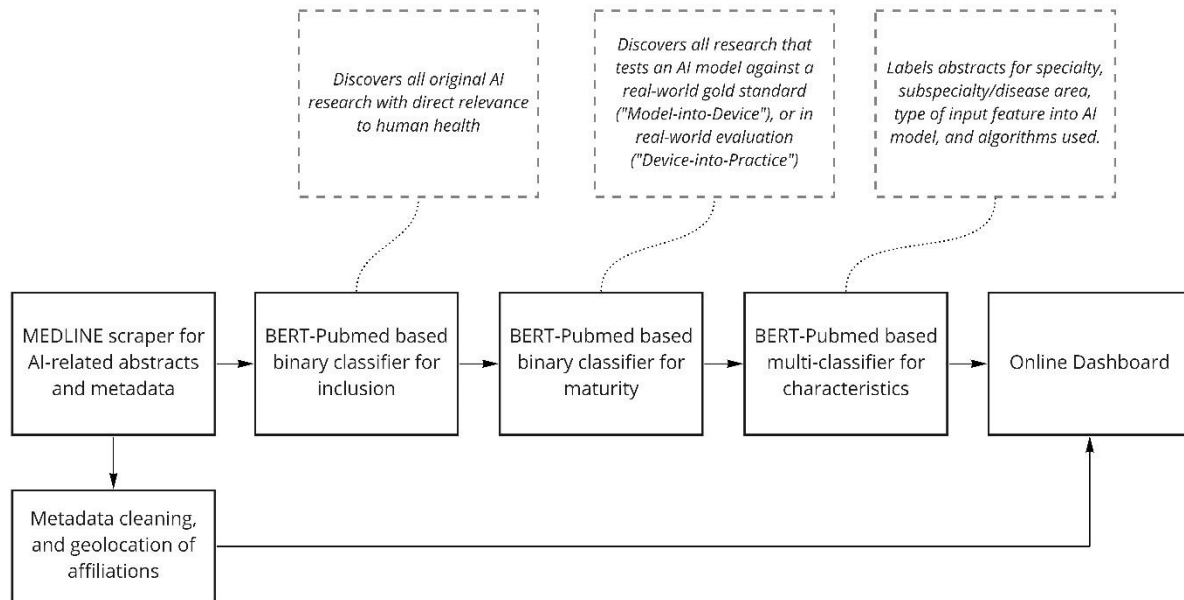 Discovers all original AI
research with direct relevance
to human health
Discovers all research that
tests an AI model against a
real-world gold standard
("Model-into-Device"), or in
real-world evaluation
("Device-into-Practice")
Labels abstracts for specialty,
subspecialty/disease area,
type of input feature into AI
model, and algorithms used.
MEDLINE scraper for
AI-related abstracts
and metadata
BERT-Pubmed based
binary classifier for
inclusion
BERT-Pubmed based
binary classifier for
maturity
BERT-Pubmed based
multi-classifier for
characteristics
Online Dashboard
Metadata cleaning,
and geolocation of
affiliations